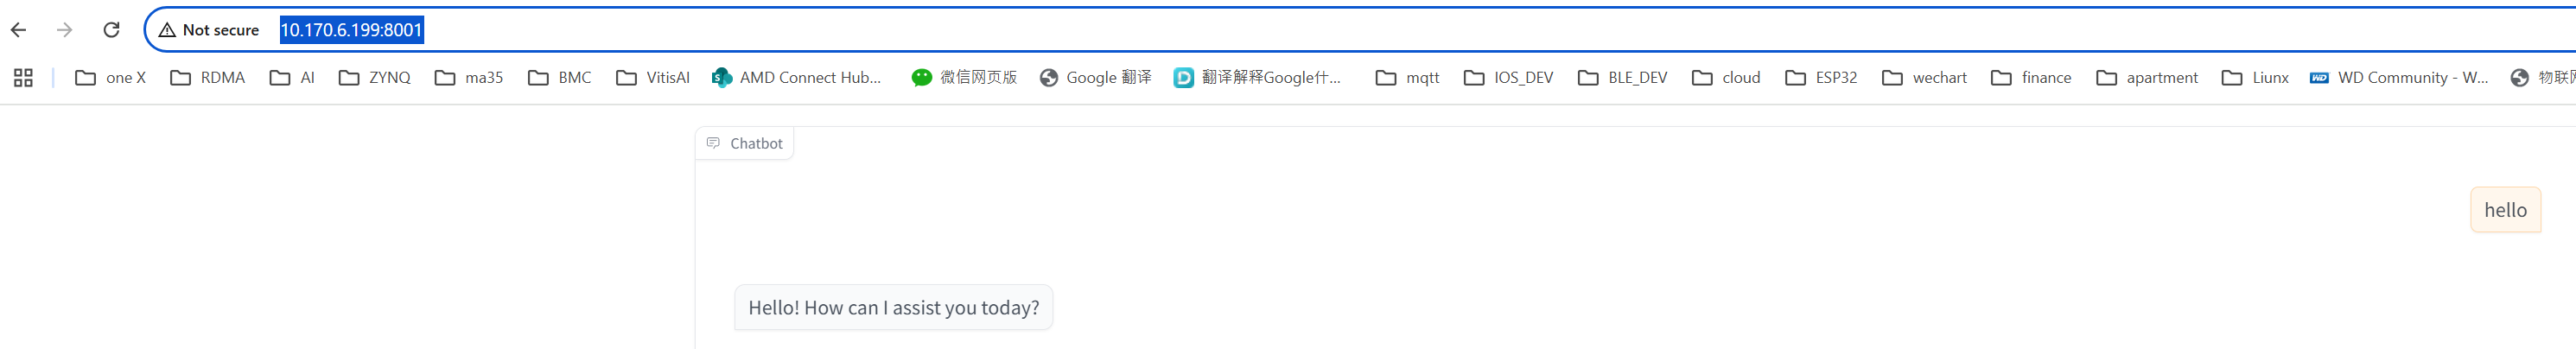 Not secure 10.170.6.199:8001
one X RDMA AI ZYNQ ma35 BMC VitisAI AMD Connect Hub... 微信网页版 Google 翻译 翻译解释Google什... mqtt IOS_DEV BLE_DEV cloud ESP32 wechart finance apartment Liunx WD Community - W... 物联
Chatbot
hello
Hello! How can I assist you today?